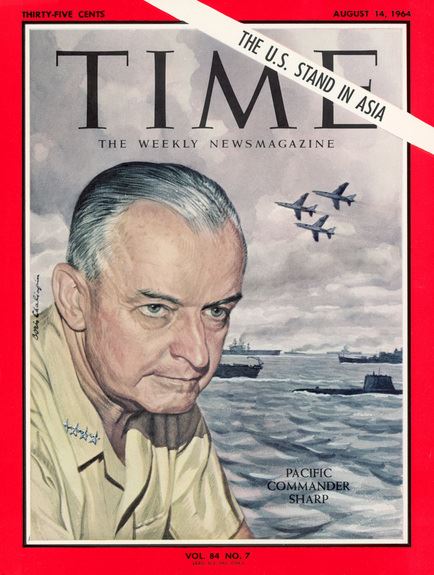 THIRTY-FIVE CENTS
AUGUST 14, 1964
THE U.S. STAND IN ASIA
TIME
THE WEEKLY NEWSMAGAZINE
PACIFIC
COMMANDER
SHARP
VOL. 84 NO. 7